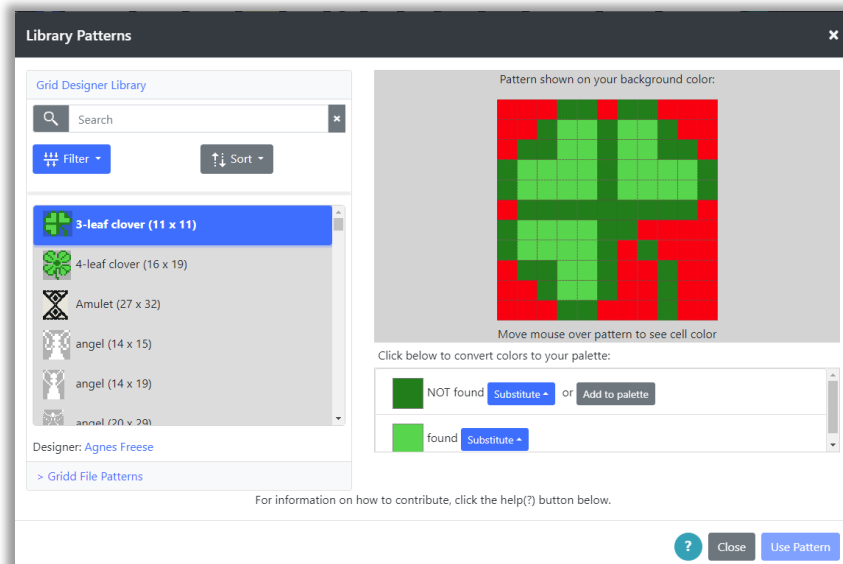 Library Patterns
×
Grid Designer Library
Search
×
Filter
Sort
3-leaf clover (11 x 11)
4-leaf clover (16 x 19)
Amulet (27 x 32)
angel (14 x 15)
angel (14 x 19)
angel (20 x 29)
Designer: Agnes Freese
> Gridd File Patterns
Pattern shown on your background color:
Move mouse over pattern to see cell color
Click below to convert colors to your palette:
NOT found Substitute or Add to palette
found Substitute
For information on how to contribute, click the help(?) button below.
? Close Use Pattern